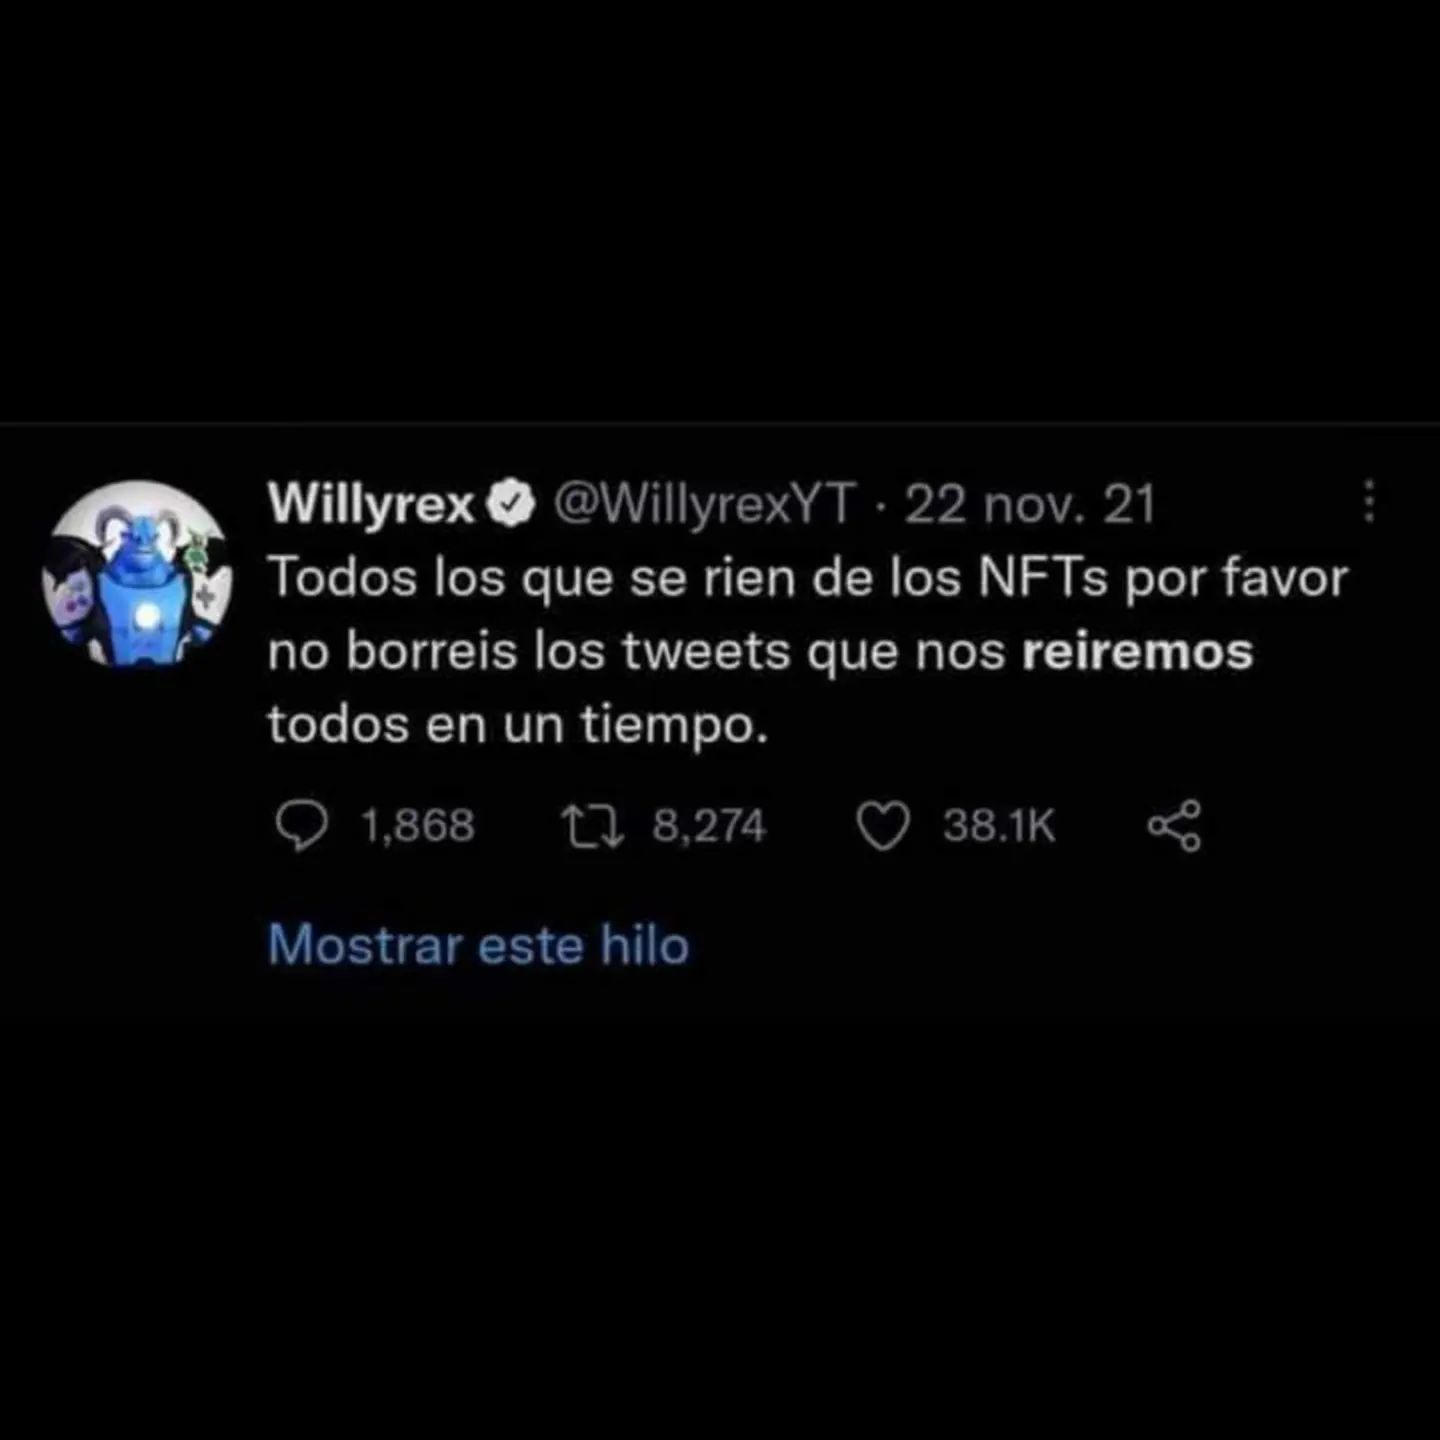 Willyrex @WillyrexYT · 22 nov. 21
Todos los que se rien de los NFTs por favor
no borreis los tweets que nos reiremos
todos en un tiempo.
1,868 8,274 38.1K
Mostrar este hilo